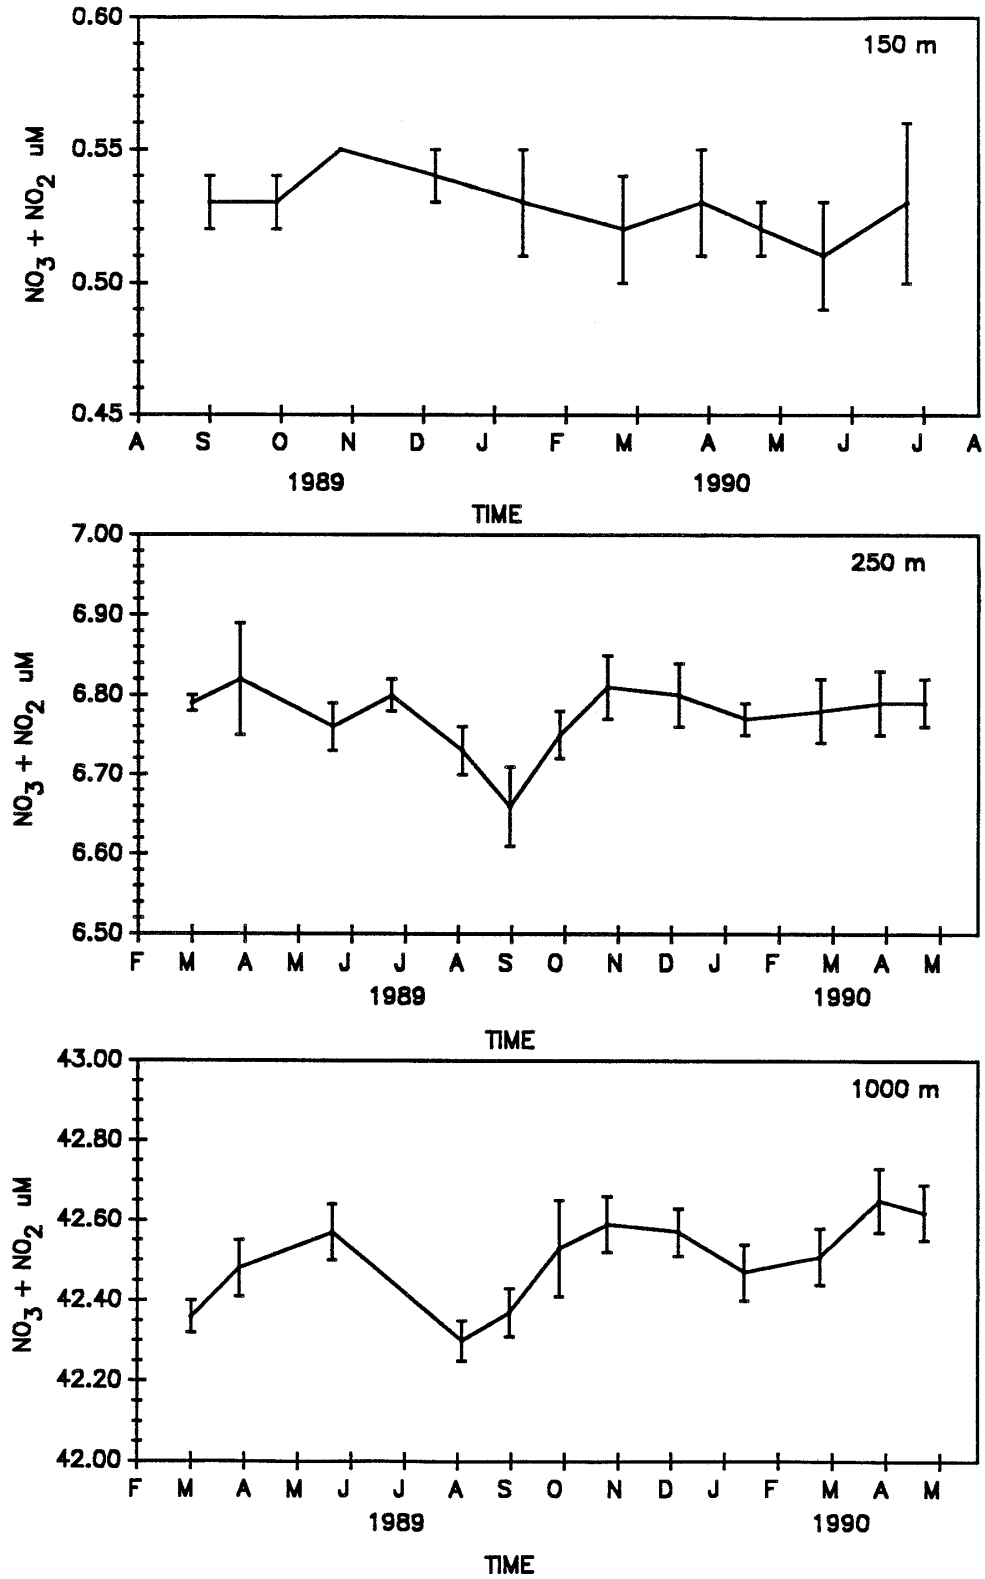 0.60
150 m
0.55
0.50
0.45
NO3 + NO2 uM
A S O N D J F M A M J J A
1989 1990
TIME
7.00
250 m
6.90
6.80
6.70
6.60
6.50
NO3 + NO2 uM
F M A M J J A S O N D J F M A M
1989 1990
TIME
43.00
1000 m
42.80
42.60
42.40
42.20
42.00
NO3 + NO2 uM
F M A M J J A S O N D J F M A M
1989 1990
TIME